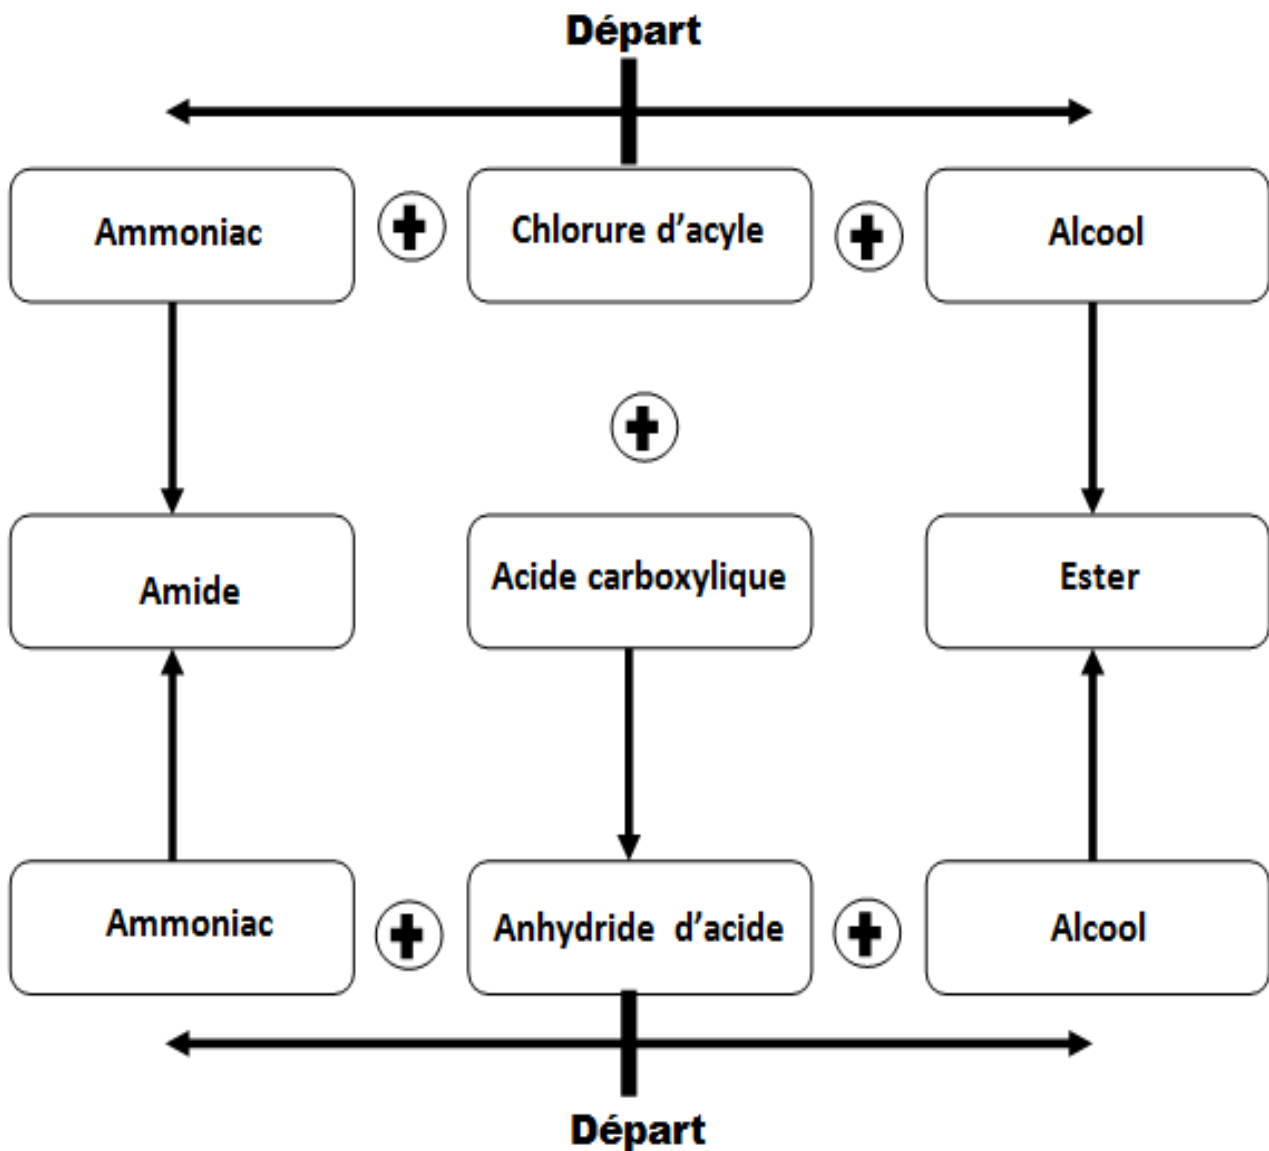 Départ
Ammoniac
Chlorure d'acyle
Alcool
Amide
Acide carboxylique
Ester
Ammoniac
Anhydride d'acide
Alcool
Départ